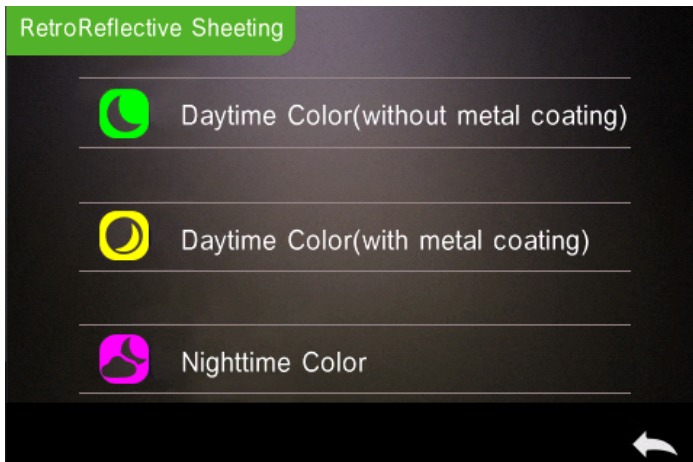 RetroReflective Sheeting
Daytime Color(without metal coating)
Daytime Color(with metal coating)
Nighttime Color